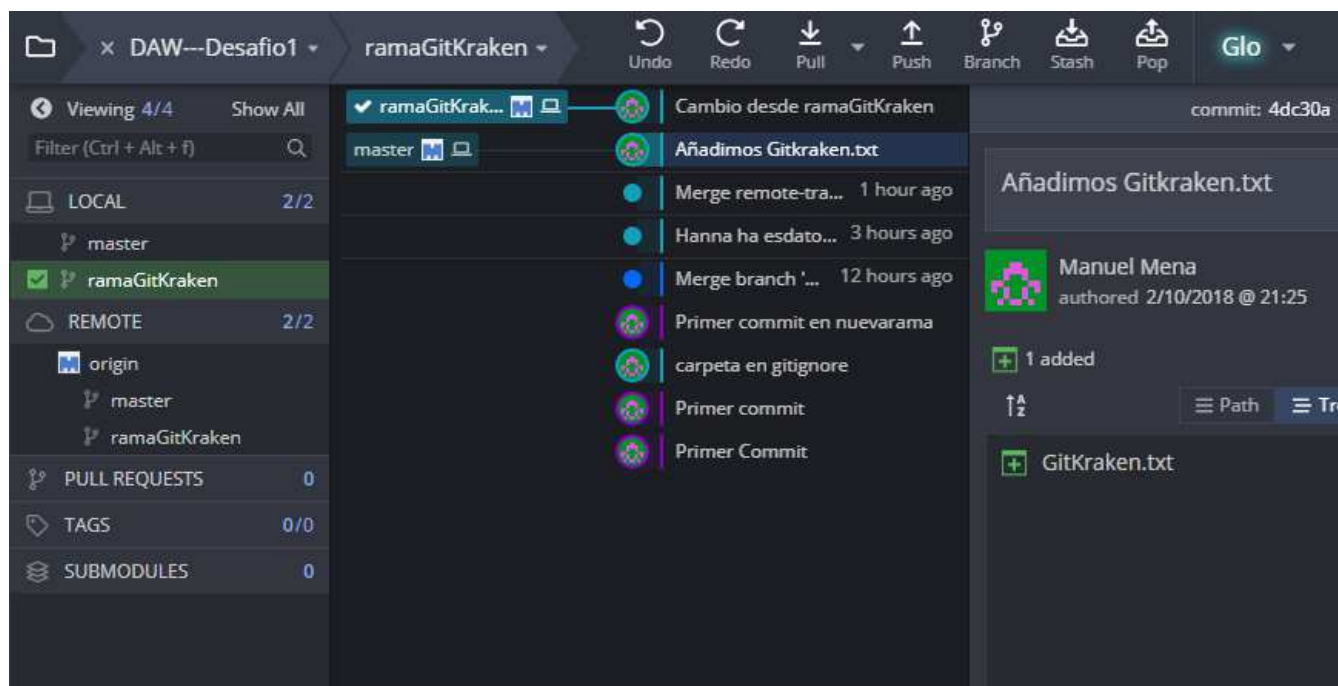 DAW---Desafio1
ramaGitKraken
Undo
Redo
Pull
Push
Branch
Stash
Pop
Glo
Viewing 4/4 Show All
Filter (Ctrl + Alt + f)
LOCAL 2/2
master
ramaGitKraken
REMOTE 2/2
origin
master
ramaGitKraken
PULL REQUESTS 0
TAGS 0/0
SUBMODULES 0
ramaGitKrak... Cambio desde ramaGitKraken
master Añadimos Gitkraken.txt
Merge remote-tra... 1 hour ago
Hanna ha esdato... 3 hours ago
Merge branch '... 12 hours ago
Primer commit en nuevarama
carpeta en gitignore
Primer commit
Primer Commit
commit: 4dc30a
Añadimos Gitkraken.txt
Manuel Mena
authored 2/10/2018 @ 21:25
1 added
A
Z
Path
GitKraken.txt